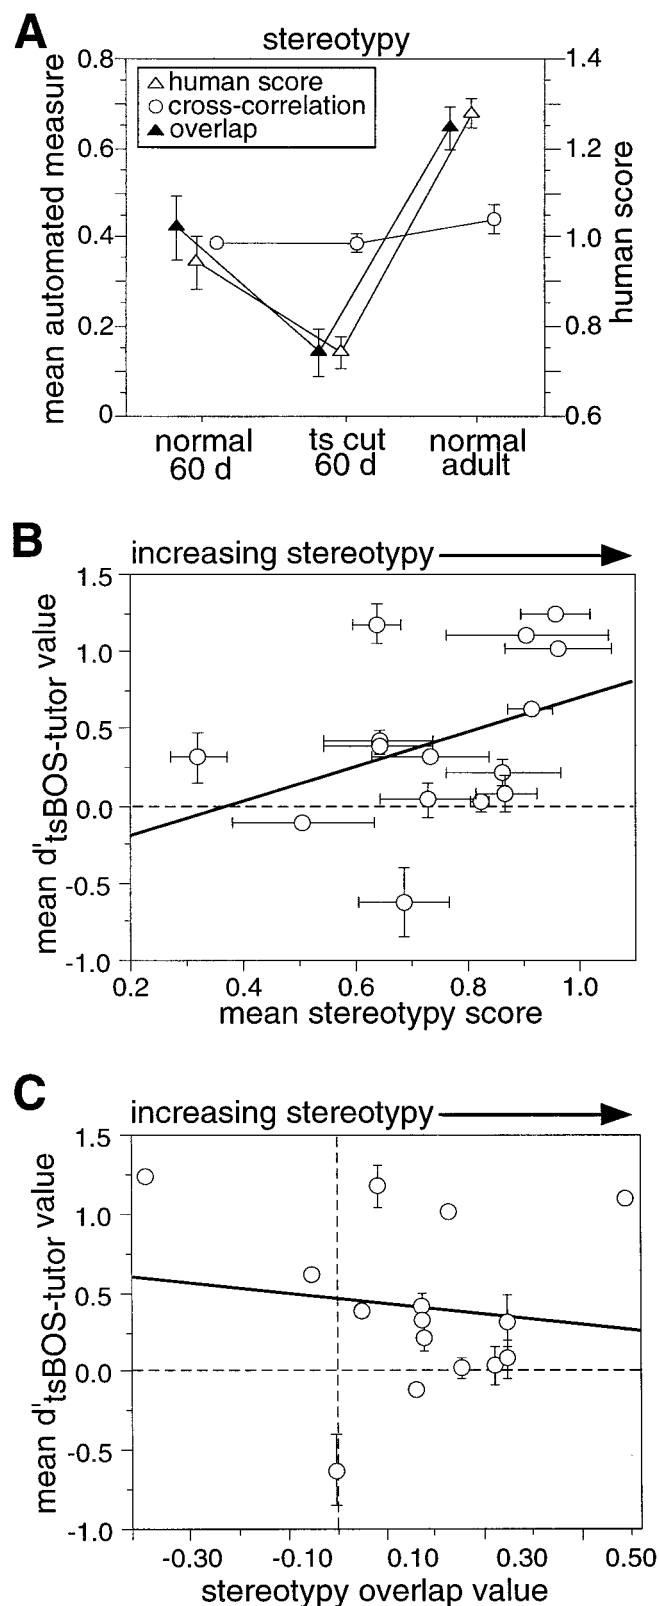 A
stereotypy
mean automated measure
human score
0.8
0.6
0.4
0.2
0
1.4
1.2
1.0
0.8
0.6
human score
cross-correlation
overlap
normal
60 d
ts cut
60 d
normal
adult
B
increasing stereotypy
mean d'tsBOS-tutor value
1.5
1.0
0.5
0.0
-0.5
-1.0
0.2
0.4
0.6
0.8
1.0
mean stereotypy score
C
increasing stereotypy
mean d'tsBOS-tutor value
1.5
1.0
0.5
0.0
-0.5
-1.0
-0.30
-0.10
0.10
0.30
0.50
stereotypy overlap value